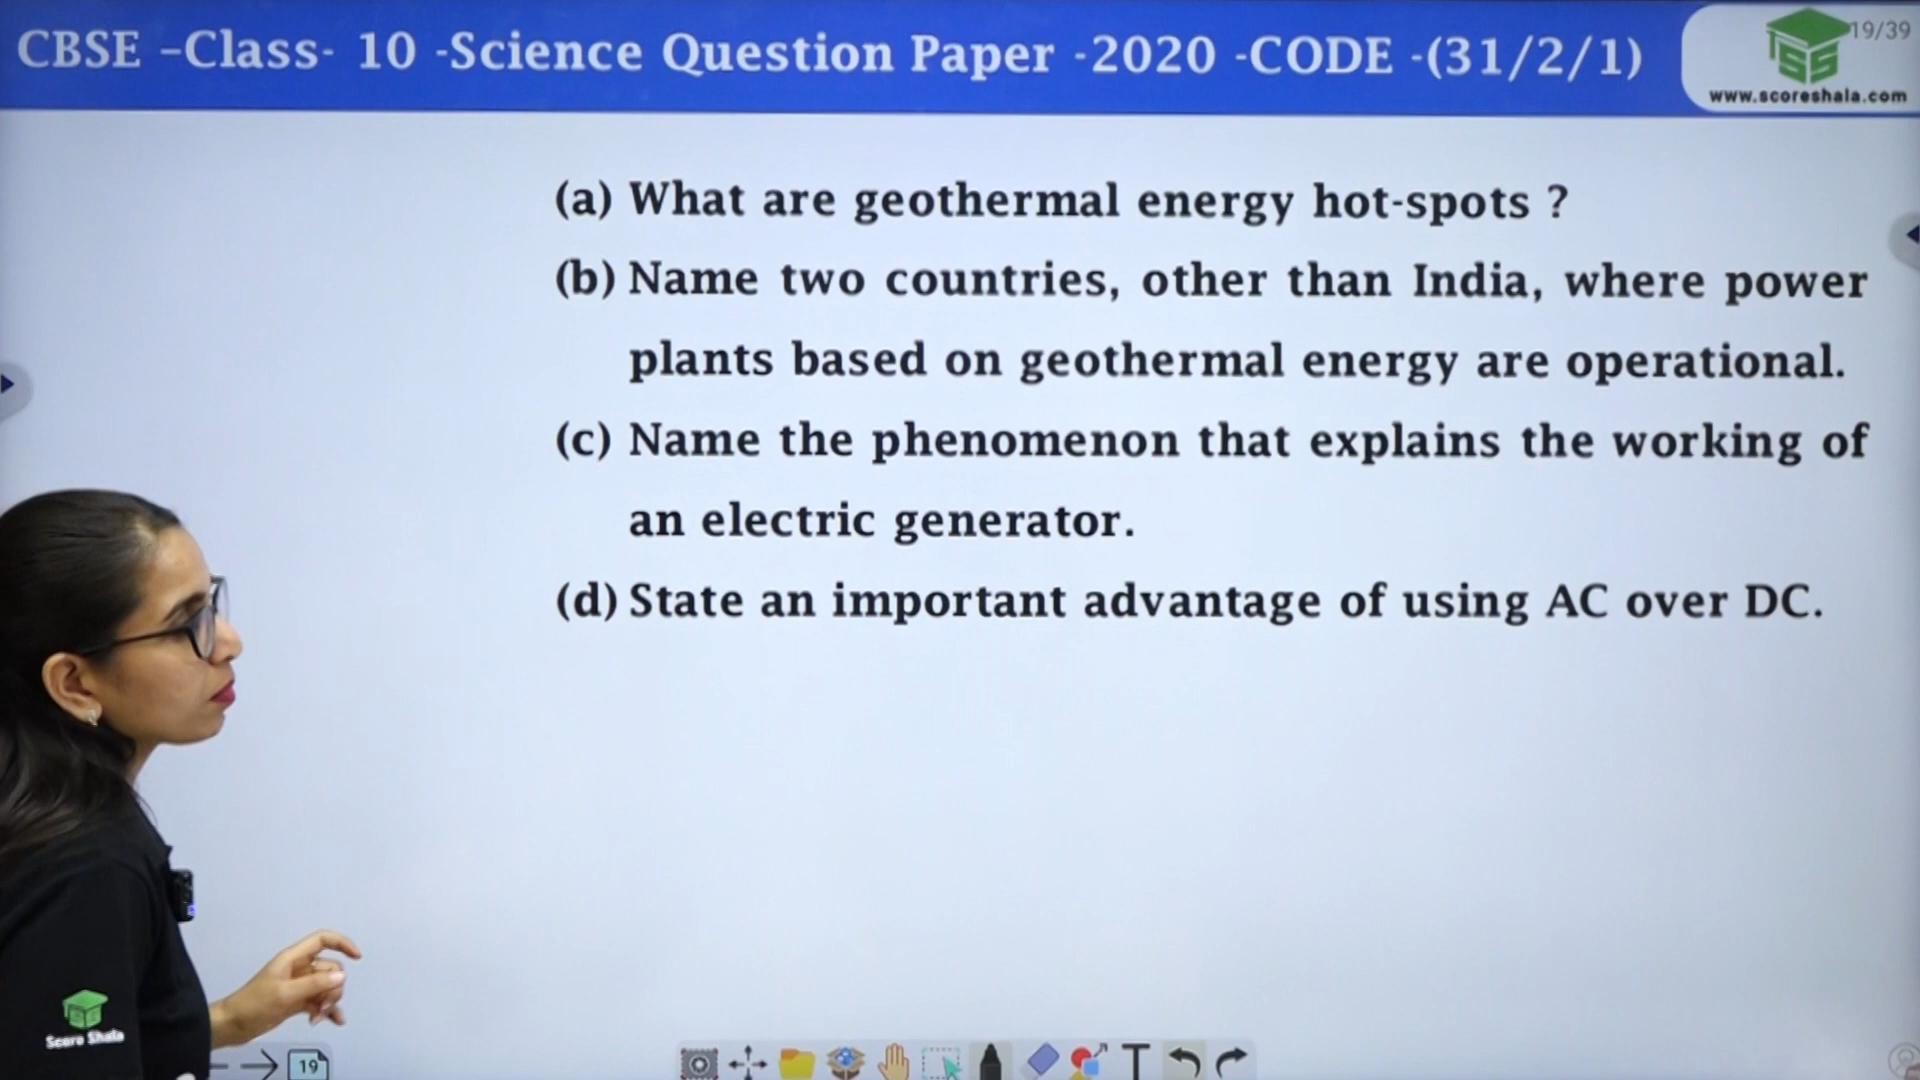 CBSE –Class- 10 -Science Question Paper -2020 -CODE -(31/2/1)
19/39
www.scoreshala.com
(a) What are geothermal energy hot-spots ?
(b) Name two countries, other than India, where power
plants based on geothermal energy are operational.
(c) Name the phenomenon that explains the working of
an electric generator.
(d) State an important advantage of using AC over DC.
Score Shala
19